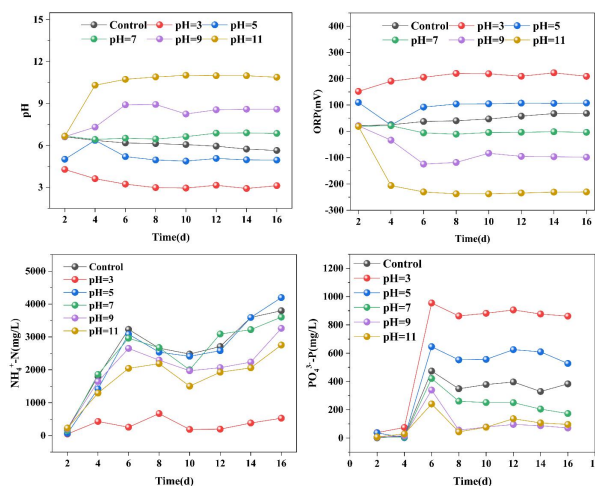 Control pH=3 pH=5
pH=7 pH=9 pH=11
15
12
9
6
3
pH
2 4 6 8 10 12 14 16
Time(d)
Control pH=3 pH=5
pH=7 pH=9 pH=11
400
300
200
100
0
-100
-200
-300
ORP(mV)
2 4 6 8 10 12 14 16
Time(d)
Control
pH=3
pH=5
pH=7
pH=9
pH=11
5000
4000
3000
2000
1000
0
NH₄⁺-N(mg/L)
2 4 6 8 10 12 14 16
Time(d)
Control
pH=3
pH=5
pH=7
pH=9
pH=11
1200
1000
800
600
400
200
0
PO₄³⁻-P(mg/L)
0 2 4 6 8 10 12 14 16 1
Time(d)